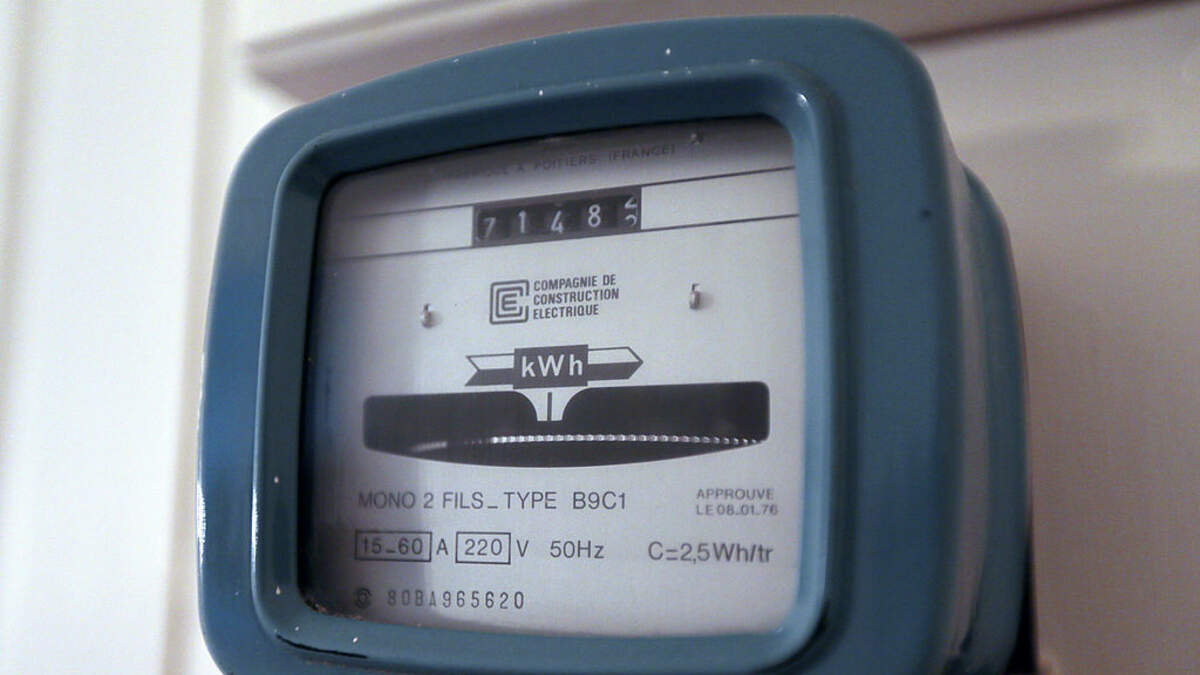 A POITIERS (FRANCE)
7148
CCE
COMPAGNIE DE
CONSTRUCTION
ELECTRIQUE
kWh
MONO 2 FILS_TYPE B9C1
APPROUVE
LE 08.01.76
15_60 A 220 V 50Hz C=2,5Wh/tr
80BA965620